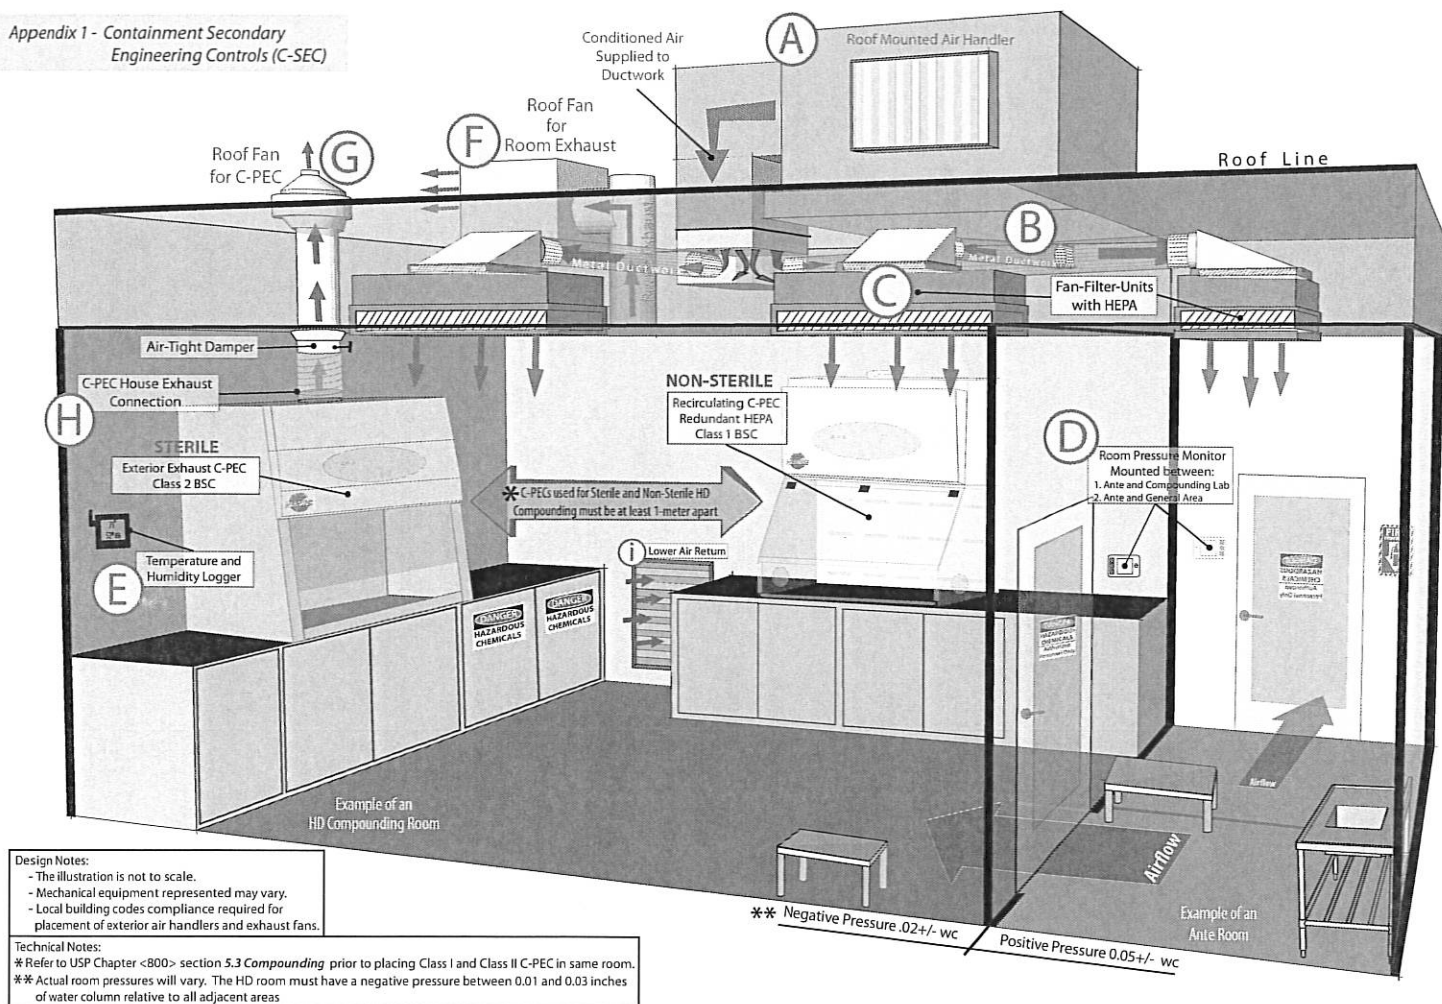 Appendix 1 - Containment Secondary
Engineering Controls (C-SEC)
Conditioned Air
Supplied to
Ductwork
A
Roof Mounted Air Handler
Roof Fan
for
Room Exhaust
F
Roof Fan
for C-PEC
G
Roof Line
B
Metal Ductwork
Metal Ductwork
C
Fan-Filter-Units
with HEPA
Air-Tight Damper
C-PEC House Exhaust
Connection
H
STERILE
Exterior Exhaust C-PEC
Class 2 BSC
NON-STERILE
Recirculating C-PEC
Redundant HEPA
Class 1 BSC
D
Room Pressure Monitor
Mounted between:
1. Ante and Compounding Lab
2. Ante and General Area
* C-PECs used for Sterile and Non-Sterile HD
Compounding must be at least 1-meter apart
E
Temperature and
Humidity Logger
i
Lower Air Return
DANGER
HAZARDOUS
CHEMICALS
DANGER
HAZARDOUS
CHEMICALS
DANGER
HAZARDOUS
CHEMICALS
DANGER
HAZARDOUS
CHEMICALS
Airflow
Airflow
Example of an
HD Compounding Room
Example of an
Ante Room
** Negative Pressure .02+/- wc
Positive Pressure 0.05+/- wc
Design Notes:
- The illustration is not to scale.
- Mechanical equipment represented may vary.
- Local building codes compliance required for
placement of exterior air handlers and exhaust fans.
Technical Notes:
* Refer to USP Chapter <800> section 5.3 Compounding prior to placing Class I and Class II C-PEC in same room.
** Actual room pressures will vary. The HD room must have a negative pressure between 0.01 and 0.03 inches
of water column relative to all adjacent areas